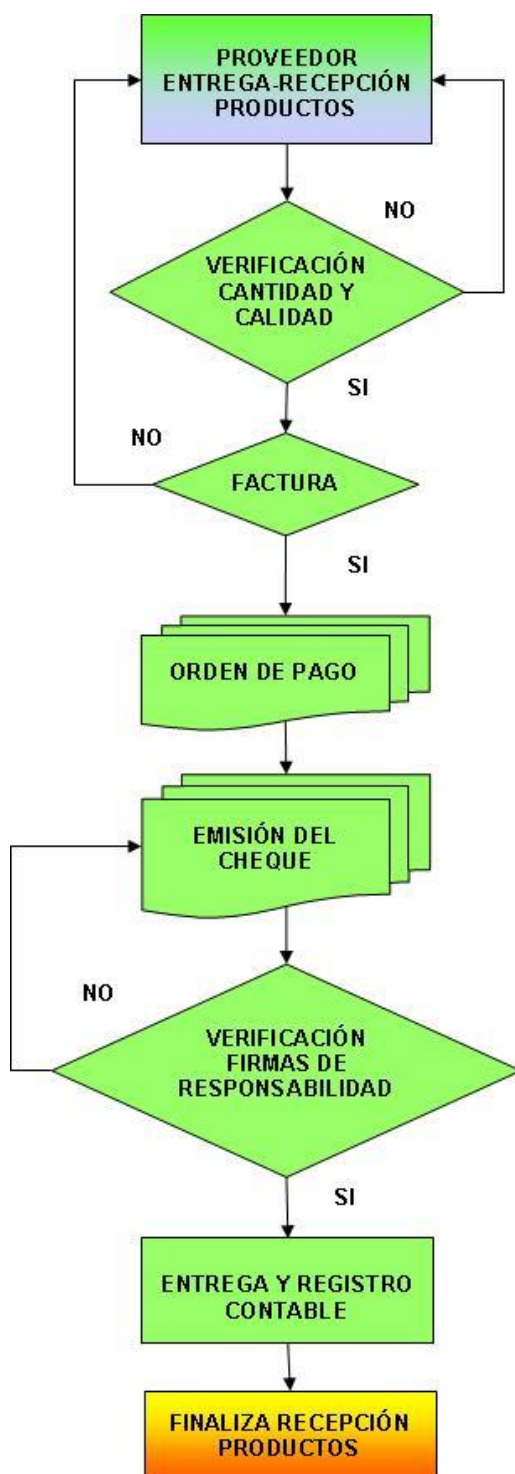 PROVEEDOR
ENTREGA-RECEPCIÓN
PRODUCTOS
NO
VERIFICACIÓN
CANTIDAD Y
CALIDAD
SI
NO
FACTURA
SI
ORDEN DE PAGO
EMISIÓN DEL
CHEQUE
NO
VERIFICACIÓN
FIRMAS DE
RESPONSABILIDAD
SI
ENTREGA Y REGISTRO
CONTABLE
FINALIZA RECEPCIÓN
PRODUCTOS